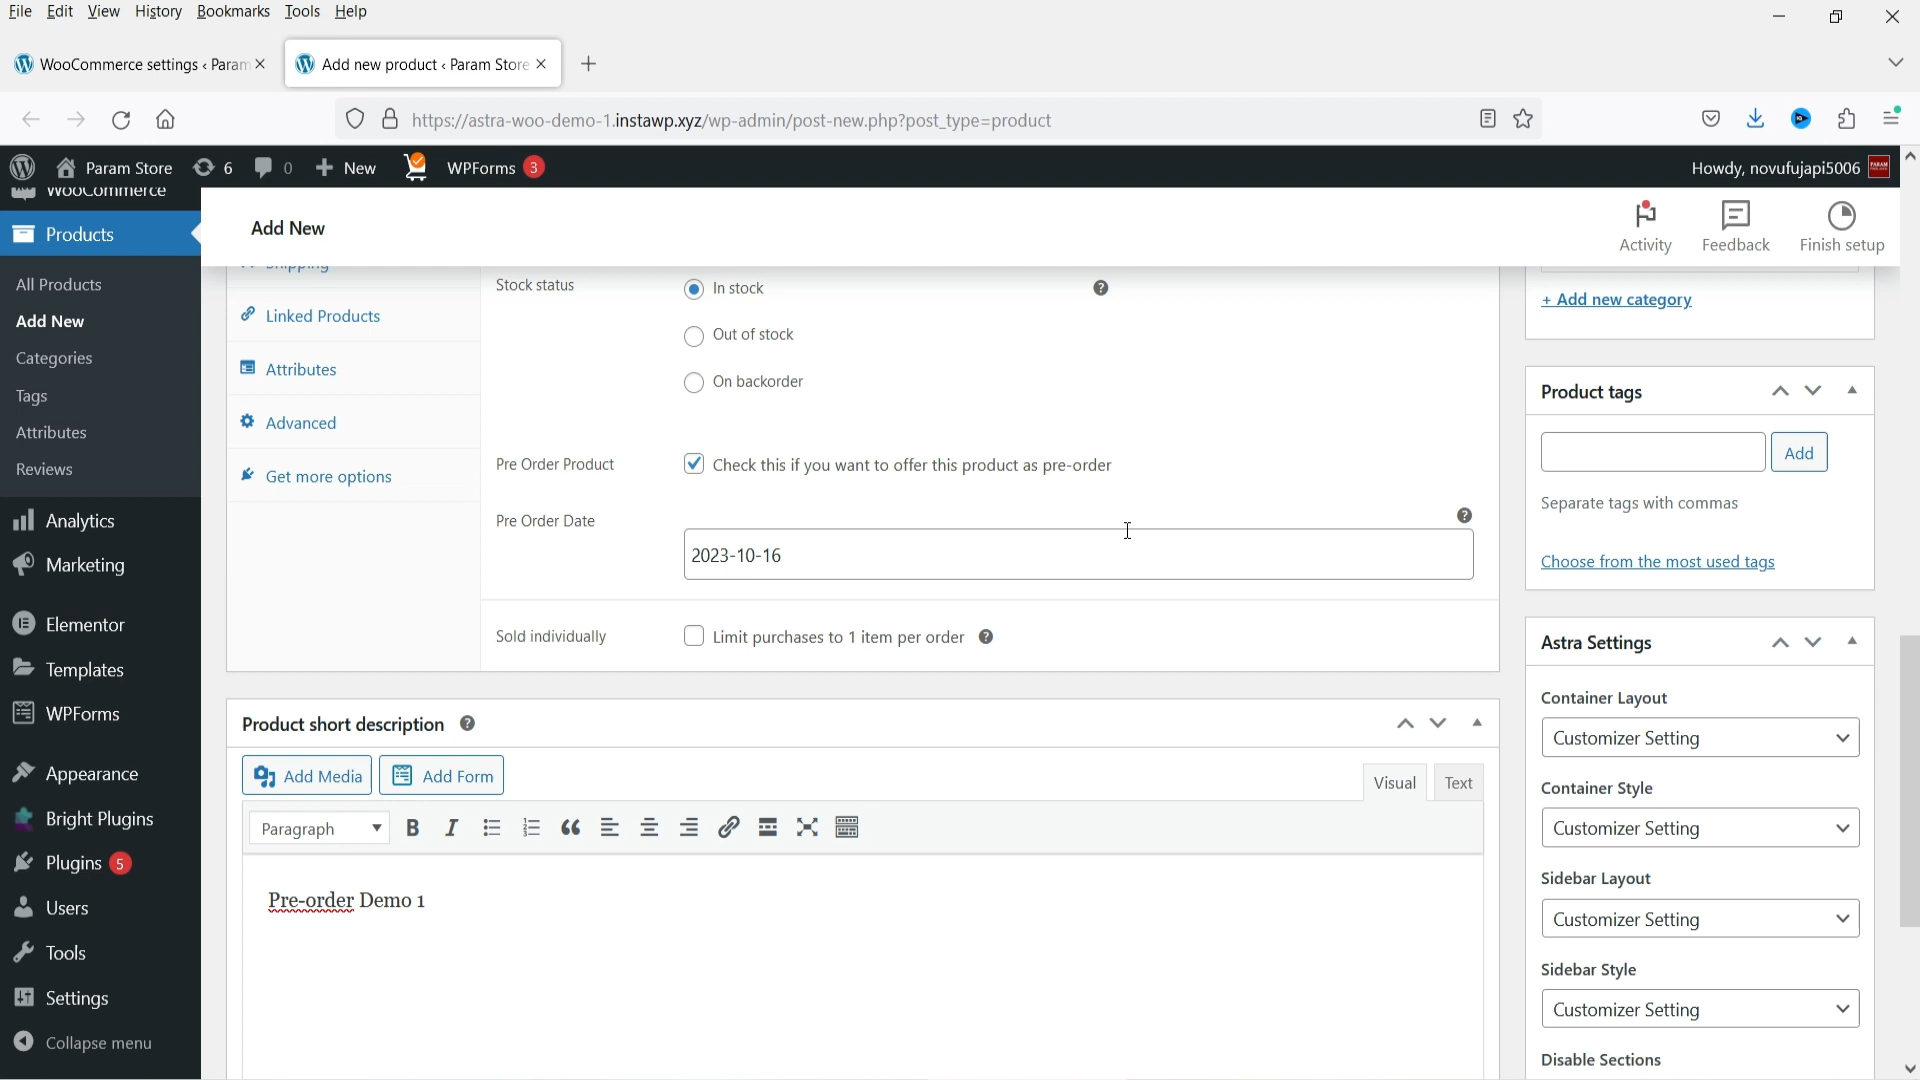 File Edit View History Bookmarks Tools Help
WooCommerce settings ‹ Param
Add new product ‹ Param Store
https://astra-woo-demo-1.instawp.xyz/wp-admin/post-new.php?post_type=product
Param Store 6 0 New WPForms 3 Howdy, novufujapi5006
WooCommerce
Products
All Products
Add New
Categories
Tags
Attributes
Reviews
Analytics
Marketing
Elementor
Templates
WPForms
Appearance
Bright Plugins
Plugins 5
Users
Tools
Settings
Collapse menu
Add New
Activity
Feedback
Finish setup
Shipping
Linked Products
Attributes
Advanced
Get more options
Stock status
In stock
Out of stock
On backorder
Pre Order Product
Check this if you want to offer this product as pre-order
Pre Order Date
2023-10-16
Sold individually
Limit purchases to 1 item per order
Product short description
Add Media
Add Form
Visual
Text
Paragraph
Pre-order Demo 1
+ Add new category
Product tags
Add
Separate tags with commas
Choose from the most used tags
Astra Settings
Container Layout
Customizer Setting
Container Style
Customizer Setting
Sidebar Layout
Customizer Setting
Sidebar Style
Customizer Setting
Disable Sections